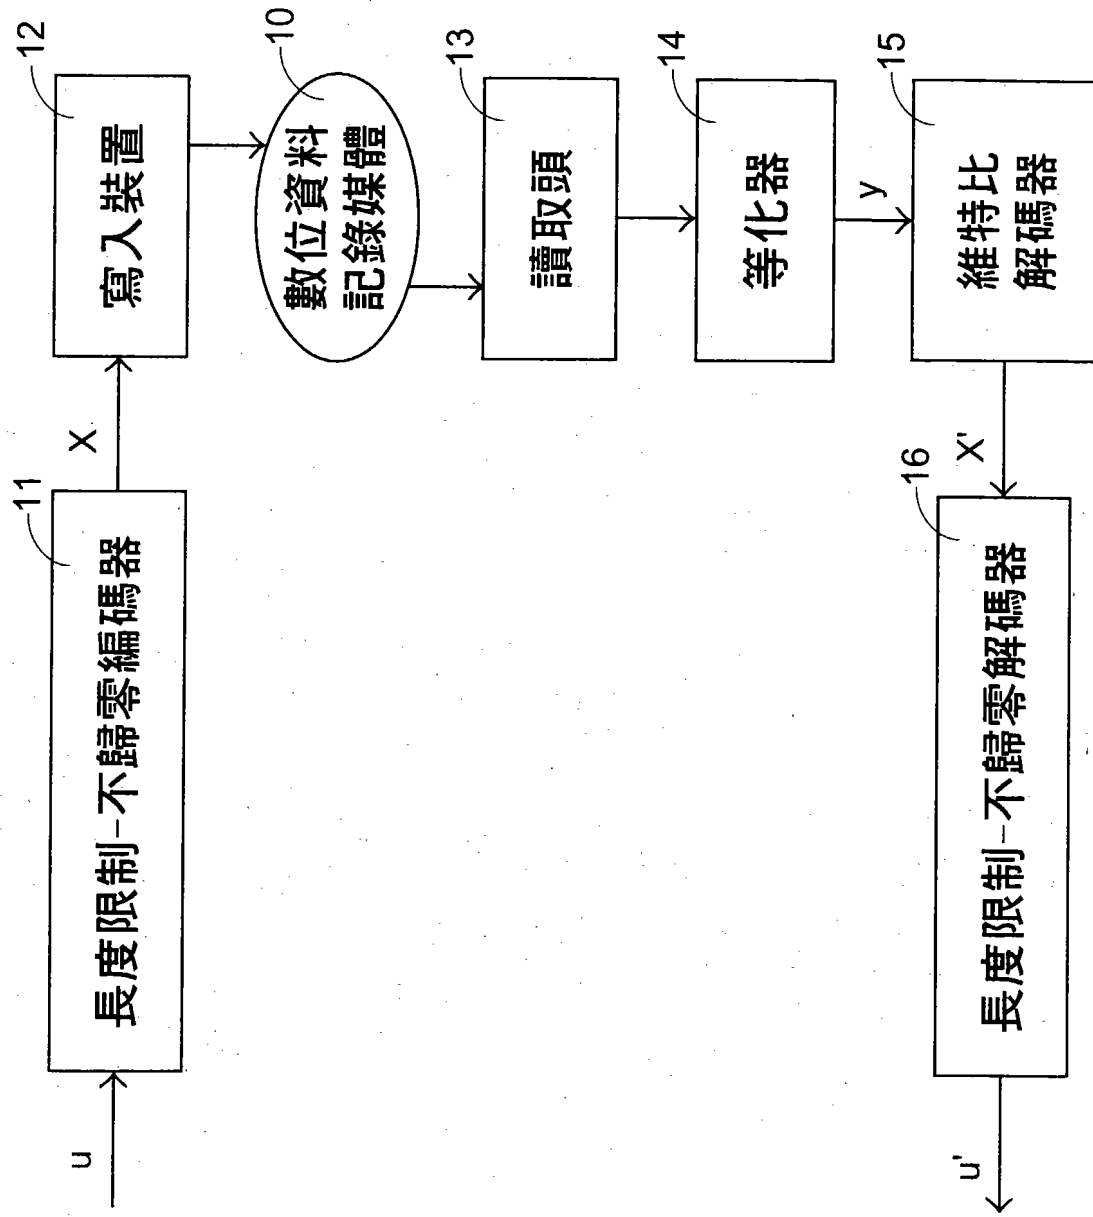 u
長度限制-不歸零編碼器
11
X
寫入裝置
12
數位資料
記錄媒體
10
讀取頭
13
等化器
14
y
維特比
解碼器
15
X'
長度限制-不歸零解碼器
16
u'